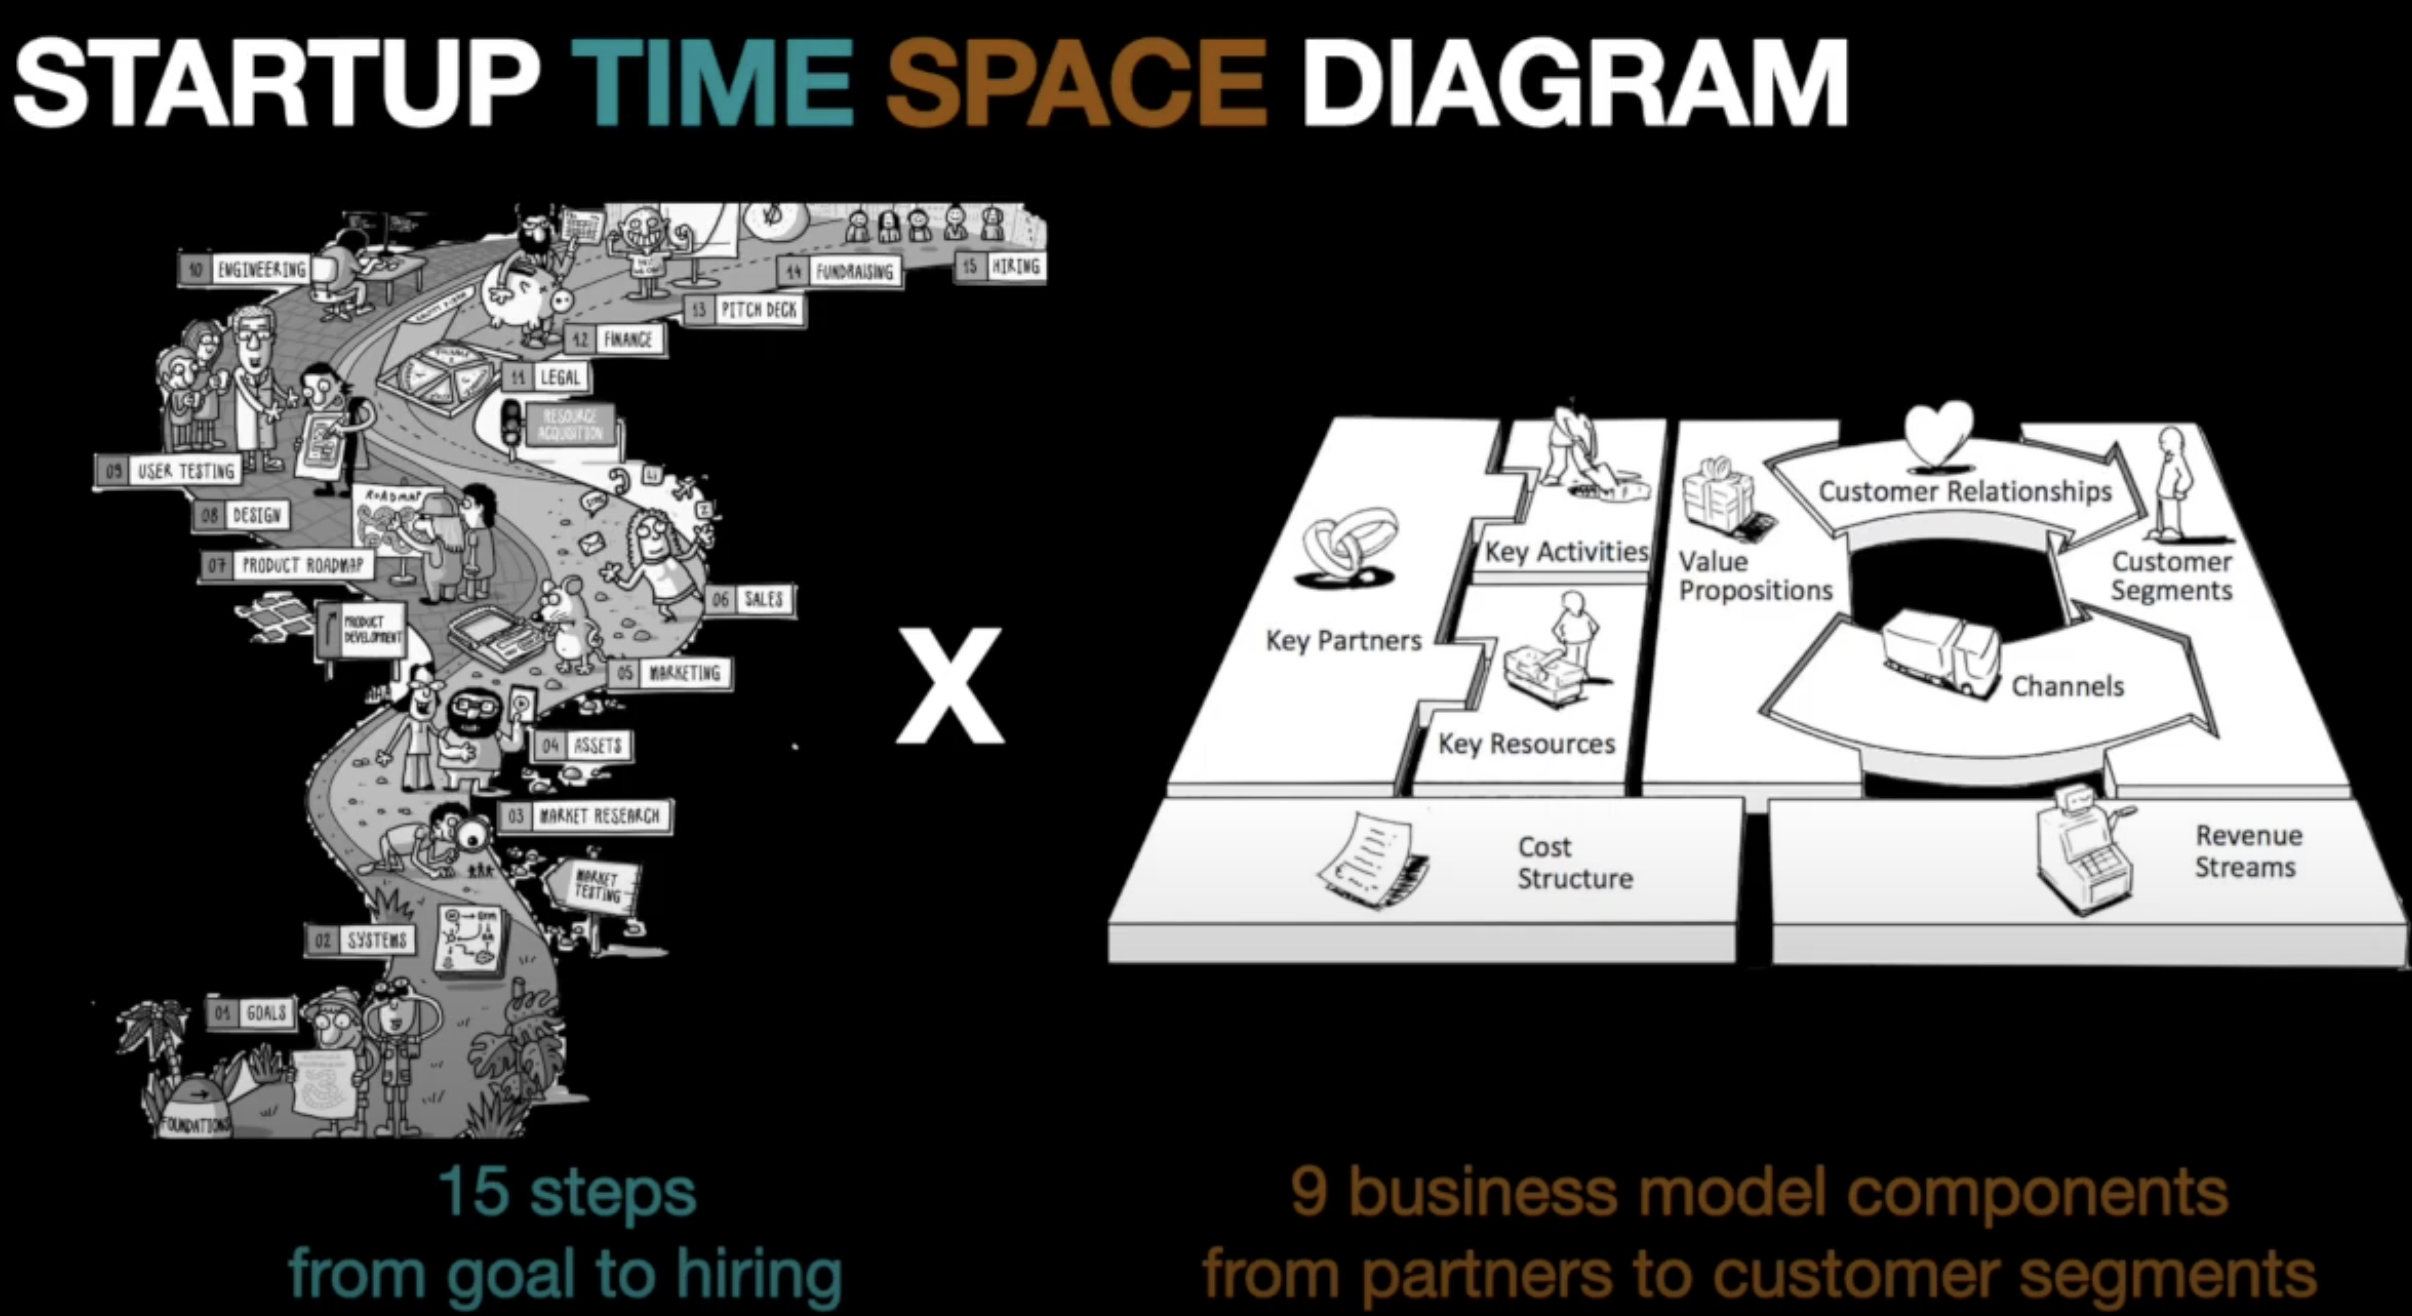 STARTUP TIME SPACE DIAGRAM
10 ENGINEERING
14 FUNDRAISING
15 HIRING
13 PITCH DECK
12 FINANCE
11 LEGAL
RESOURCE
ACQUISITION
09 USER TESTING
ROADMAP
08 DESIGN
07 PRODUCT ROADMAP
06 SALES
PRODUCT
DEVELOPMENT
05 MARKETING
04 ASSETS
03 MARKET RESEARCH
MARKET
TESTING
02 SYSTEMS
01 GOALS
FOUNDATIONS
X
Key Partners
Key Activities
Key Resources
Value
Propositions
Customer Relationships
Channels
Customer
Segments
Cost
Structure
Revenue
Streams
15 steps
from goal to hiring
9 business model components
from partners to customer segments